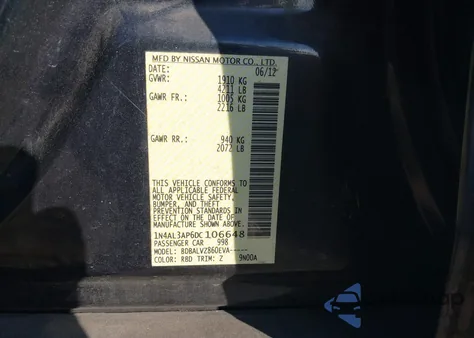 MFD BY NISSAN MOTOR CO., LTD.
DATE: 06/12
GVWR: 1910 KG
4211 LB
GAWR FR.: 1005 KG
2216 LB
GAWR RR.: 940 KG
2072 LB
THIS VEHICLE CONFORMS TO
ALL APPLICABLE FEDERAL
MOTOR VEHICLE SAFETY,
BUMPER, AND THEFT
PREVENTION STANDARDS
IN EFFECT ON THE DATE OF
MANUFACTURE SHOWN ABOVE.
1N4AL3AP6DC106648
PASSENGER CAR 998
MODEL: BDBALVZ860EVA-----
COLOR: RBD TRIM: Z 9N00A